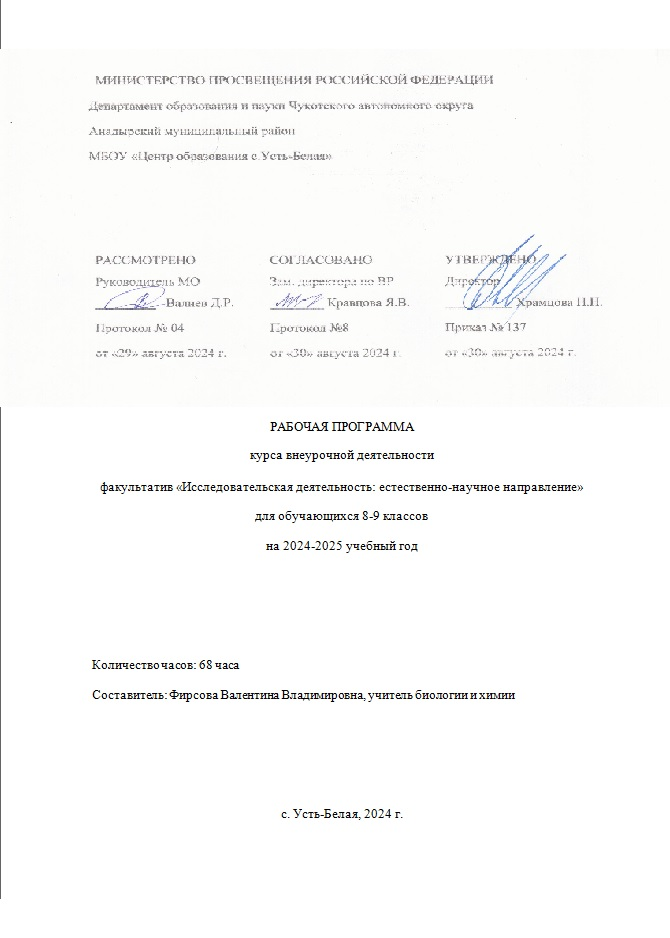 МИНИСТЕРСТВО ПРОСВЕЩЕНИЯ РОССИЙСКОЙ ФЕДЕРАЦИИ
Департамент образования и науки Чукотского автономного округа
Анадырский муниципальный район
МБОУ «Центр образования с.Усть-Белая»
РАССМОТРЕНО СОГЛАСОВАНО УТВЕРЖДЕНО
Руководитель МО Зам. директора по ВР Директор
Валиев Д.Р. Кравцова Я.В. Храмцова
Протокол № 04 Протокол №8 Приказ № 137
от «29» августа 2024 г. от «30» августа 2024 г. от «30» августа 2024 г.
РАБОЧАЯ ПРОГРАММА
курса внеурочной деятельности
факультатив «Исследовательская деятельность: естественно-научное направление»
для обучающихся 8-9 классов
на 2024-2025 учебный год
Количество часов: 68 часа
Составитель: Фирсова Валентина Владимировна, учитель биологии и химии
с. Усть-Белая, 2024 г.